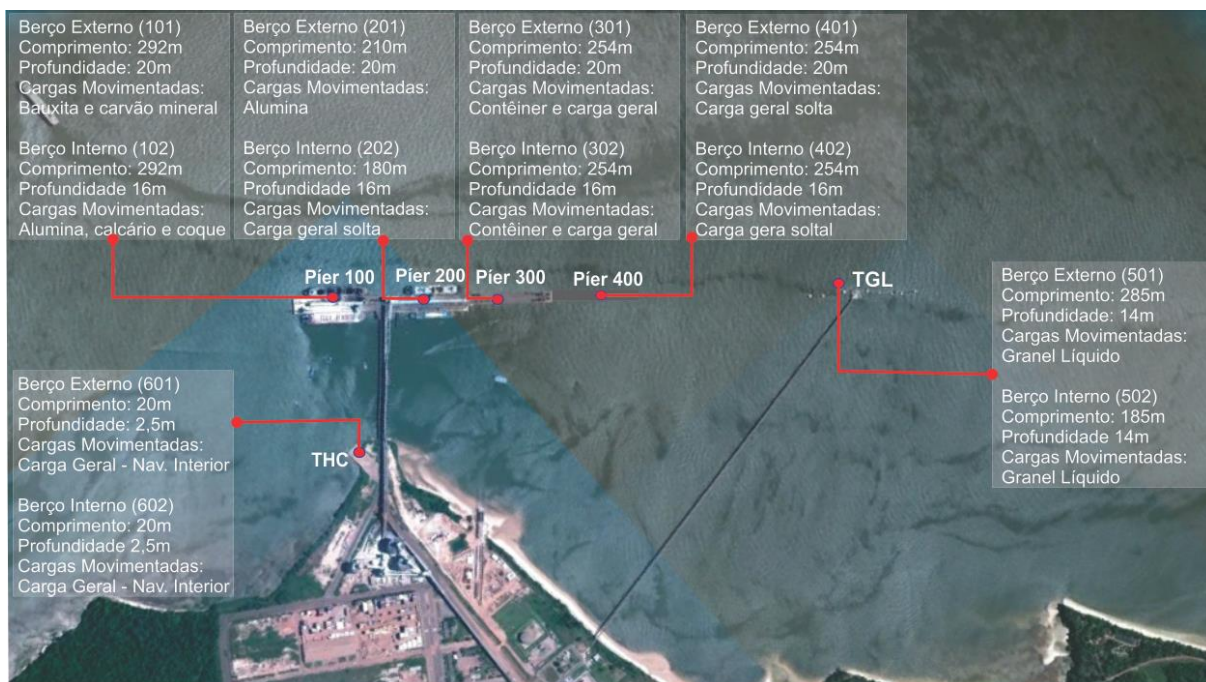 Berço Externo (101)
Comprimento: 292m
Profundidade: 20m
Cargas Movimentadas:
Bauxita e carvão mineral
Berço Interno (102)
Comprimento: 292m
Profundidade 16m
Cargas Movimentadas:
Alumina, calcário e coque
Berço Externo (201)
Comprimento: 210m
Profundidade: 20m
Cargas Movimentadas:
Alumina
Berço Interno (202)
Comprimento: 180m
Profundidade 16m
Cargas Movimentadas:
Carga geral solta
Berço Externo (301)
Comprimento: 254m
Profundidade: 20m
Cargas Movimentadas:
Contêiner e carga geral
Berço Interno (302)
Comprimento: 254m
Profundidade 16m
Cargas Movimentadas:
Contêiner e carga geral
Berço Externo (401)
Comprimento: 254m
Profundidade: 20m
Cargas Movimentadas:
Carga geral solta
Berço Interno (402)
Comprimento: 254m
Profundidade 16m
Cargas Movimentadas:
Carga gera soltal
Píer 100
Píer 200
Píer 300
Píer 400
TGL
Berço Externo (501)
Comprimento: 285m
Profundidade: 14m
Cargas Movimentadas:
Granel Líquido
Berço Interno (502)
Comprimento: 185m
Profundidade 14m
Cargas Movimentadas:
Granel Líquido
Berço Externo (601)
Comprimento: 20m
Profundidade: 2,5m
Cargas Movimentadas:
Carga Geral - Nav. Interior
Berço Interno (602)
Comprimento: 20m
Profundidade 2,5m
Cargas Movimentadas:
Carga Geral - Nav. Interior
THC